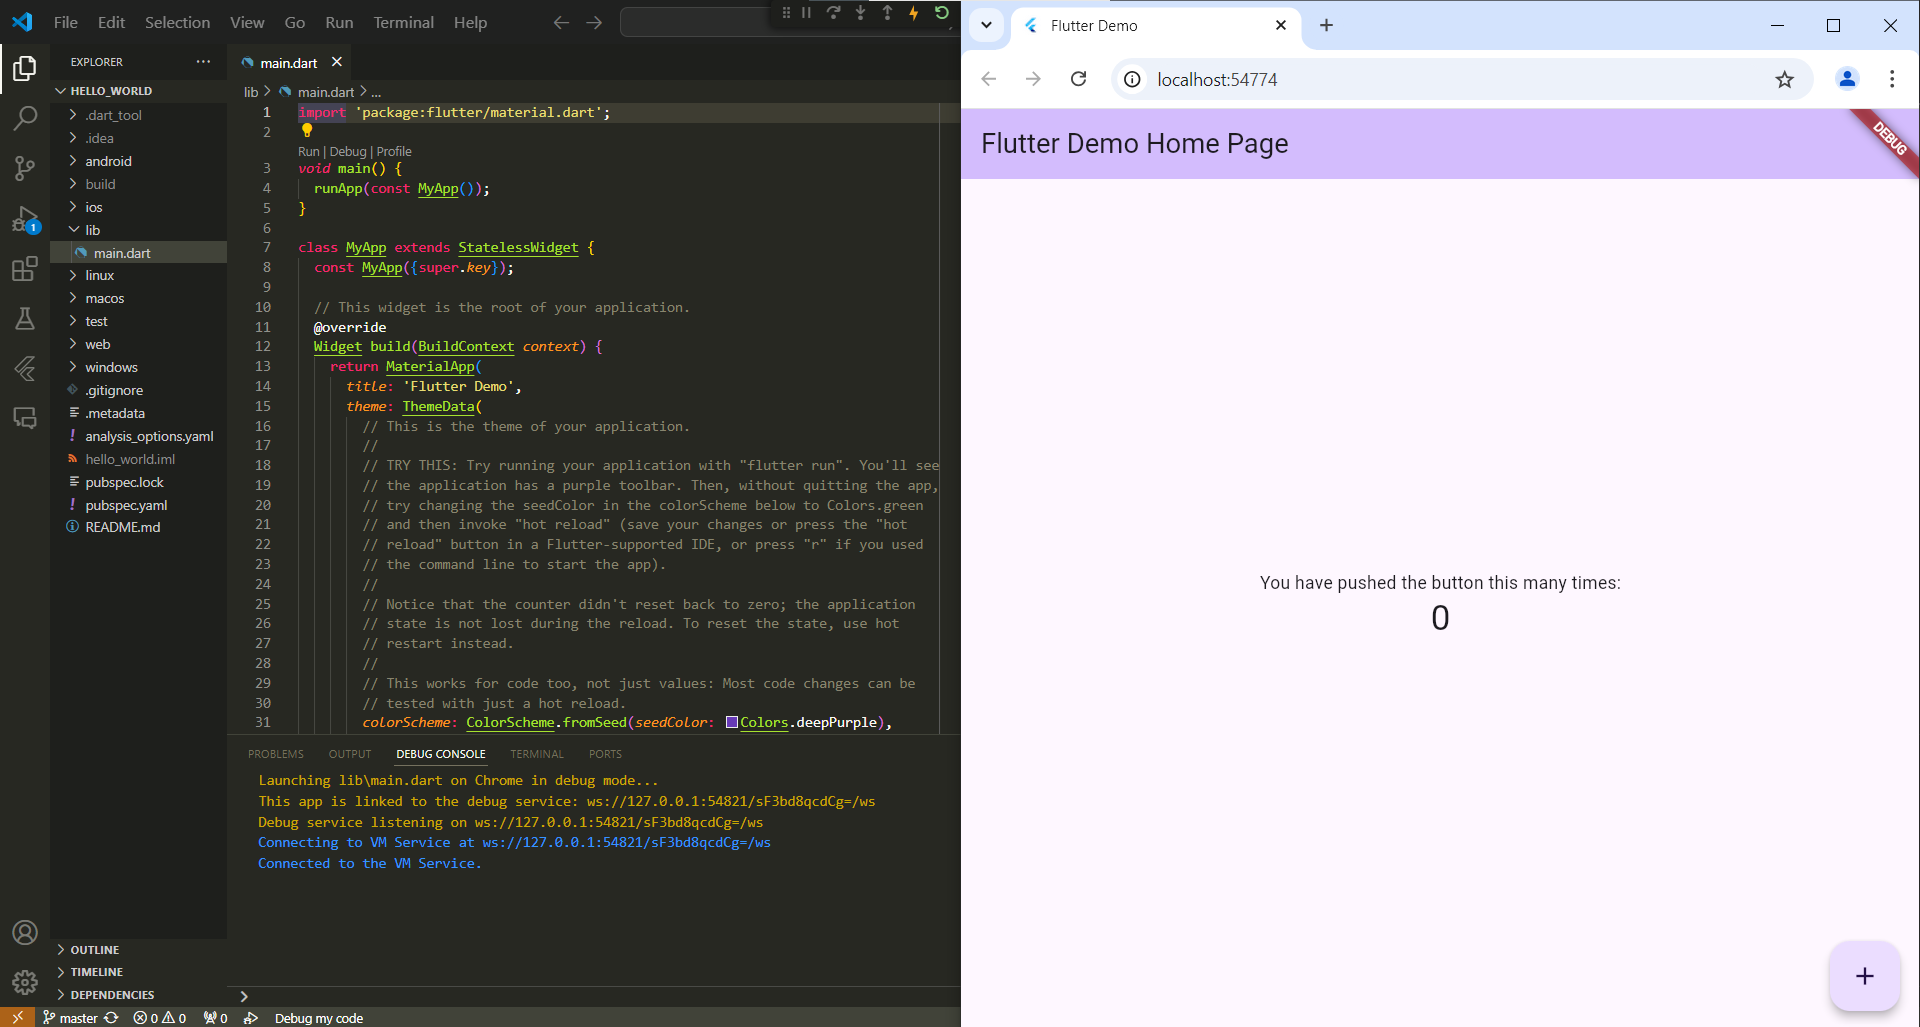 File Edit Selection View Go Run Terminal Help
EXPLORER
HELLO_WORLD
.dart_tool
.idea
android
build
ios
lib
main.dart
linux
macos
test
web
windows
.gitignore
.metadata
analysis_options.yaml
hello_world.iml
pubspec.lock
pubspec.yaml
README.md
OUTLINE
TIMELINE
DEPENDENCIES
1
main.dart
lib > main.dart > ...
1 import 'package:flutter/material.dart';
2
Run | Debug | Profile
3 void main() {
4 runApp(const MyApp());
5 }
6
7 class MyApp extends StatelessWidget {
8 const MyApp({super.key});
9
10 // This widget is the root of your application.
11 @override
12 Widget build(BuildContext context) {
13 return MaterialApp(
14 title: 'Flutter Demo',
15 theme: ThemeData(
16 // This is the theme of your application.
17 //
18 // TRY THIS: Try running your application with "flutter run". You'll see
19 // the application has a purple toolbar. Then, without quitting the app,
20 // try changing the seedColor in the colorScheme below to Colors.green
21 // and then invoke "hot reload" (save your changes or press the "hot
22 // reload" button in a Flutter-supported IDE, or press "r" if you used
23 // the command line to start the app).
24 //
25 // Notice that the counter didn't reset back to zero; the application
26 // state is not lost during the reload. To reset the state, use hot
27 // restart instead.
28 //
29 // This works for code too, not just values: Most code changes can be
30 // tested with just a hot reload.
31 colorScheme: ColorScheme.fromSeed(seedColor: Colors.deepPurple),
PROBLEMS OUTPUT DEBUG CONSOLE TERMINAL PORTS
Launching lib\main.dart on Chrome in debug mode...
This app is linked to the debug service: ws://127.0.0.1:54821/sF3bd8qcdCg=/ws
Debug service listening on ws://127.0.0.1:54821/sF3bd8qcdCg=/ws
Connecting to VM Service at ws://127.0.0.1:54821/sF3bd8qcdCg=/ws
Connected to the VM Service.
master 0 0 0 Debug my code
Flutter Demo
localhost:54774
Flutter Demo Home Page
DEBUG
You have pushed the button this many times:
0